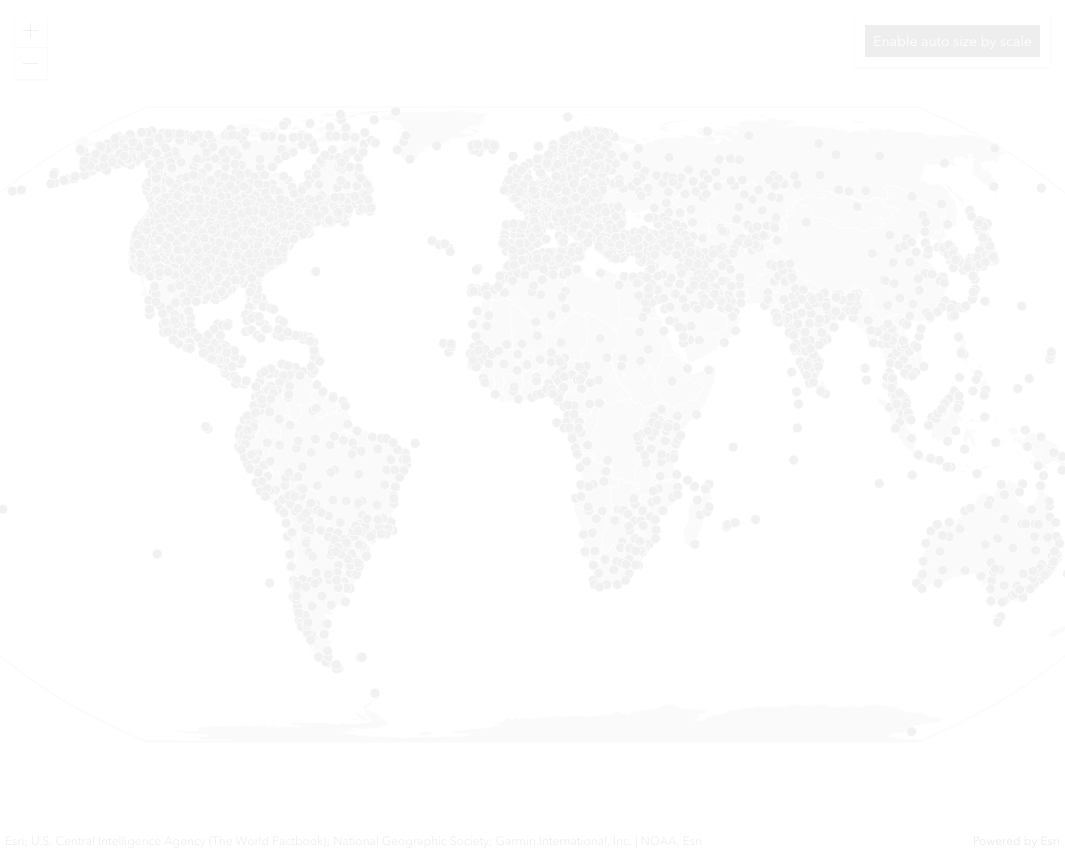 Enable auto size by scale
Esri; U.S. Central Intelligence Agency (The World Factbook); National Geographic Society; Garmin International, Inc. | NOAA, Esri
Powered by Esri